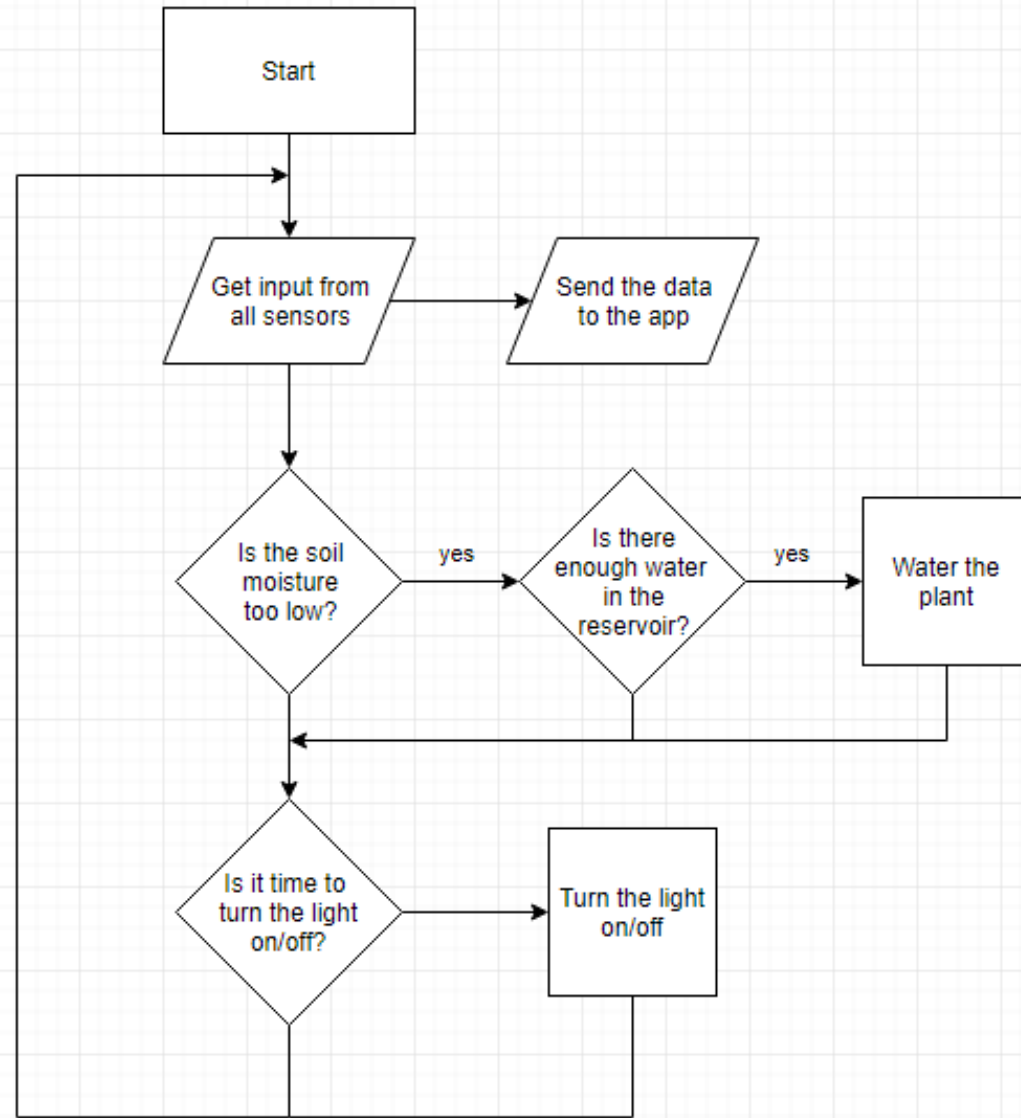 Start
Get input from
all sensors
Send the data
to the app
Is the soil
moisture
too low?
yes
Is there
enough water
in the
reservoir?
yes
Water the
plant
Is it time to
turn the light
on/off?
Turn the light
on/off